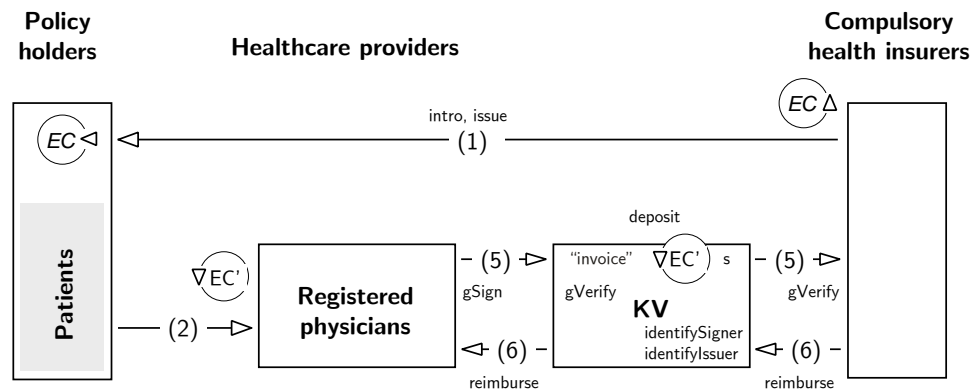 Policy
holders
Healthcare providers
Compulsory
health insurers
EC
EC
intro, issue
(1)
deposit
EC'
(5)
"invoice"
EC'
s
(5)
gSign
gVerify
gVerify
Patients
Registered
physicians
KV
(2)
identifySigner
identifyIssuer
(6)
(6)
reimburse
reimburse